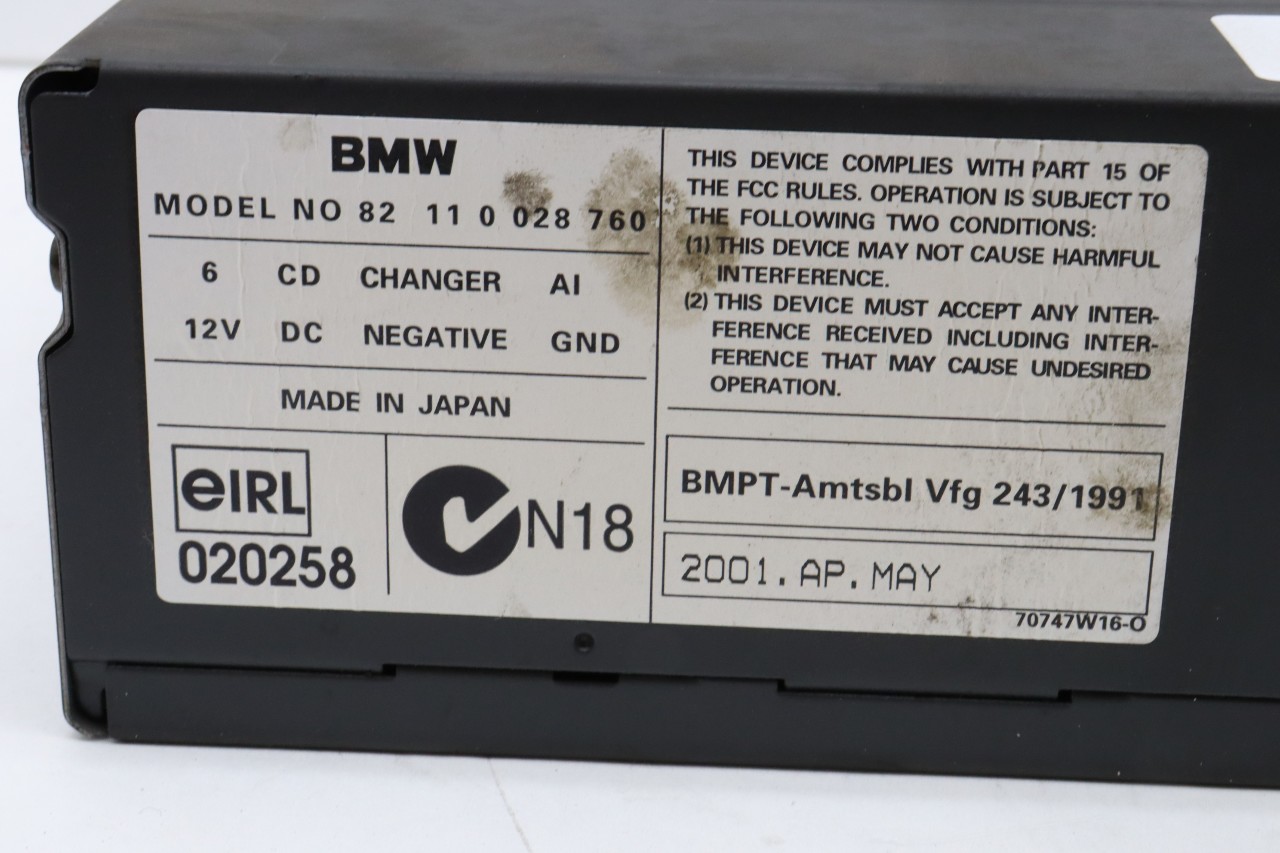 BMW
MODEL NO 82 11 0 028 760
6 CD CHANGER AI
12V DC NEGATIVE GND
MADE IN JAPAN
eIRL
020258
N18
THIS DEVICE COMPLIES WITH PART 15 OF
THE FCC RULES. OPERATION IS SUBJECT TO
THE FOLLOWING TWO CONDITIONS:
(1) THIS DEVICE MAY NOT CAUSE HARMFUL
INTERFERENCE.
(2) THIS DEVICE MUST ACCEPT ANY INTER-
FERENCE RECEIVED INCLUDING INTER-
FERENCE THAT MAY CAUSE UNDESIRED
OPERATION.
BMPT-Amtsbl Vfg 243/1991
2001. AP. MAY
70747W16-O